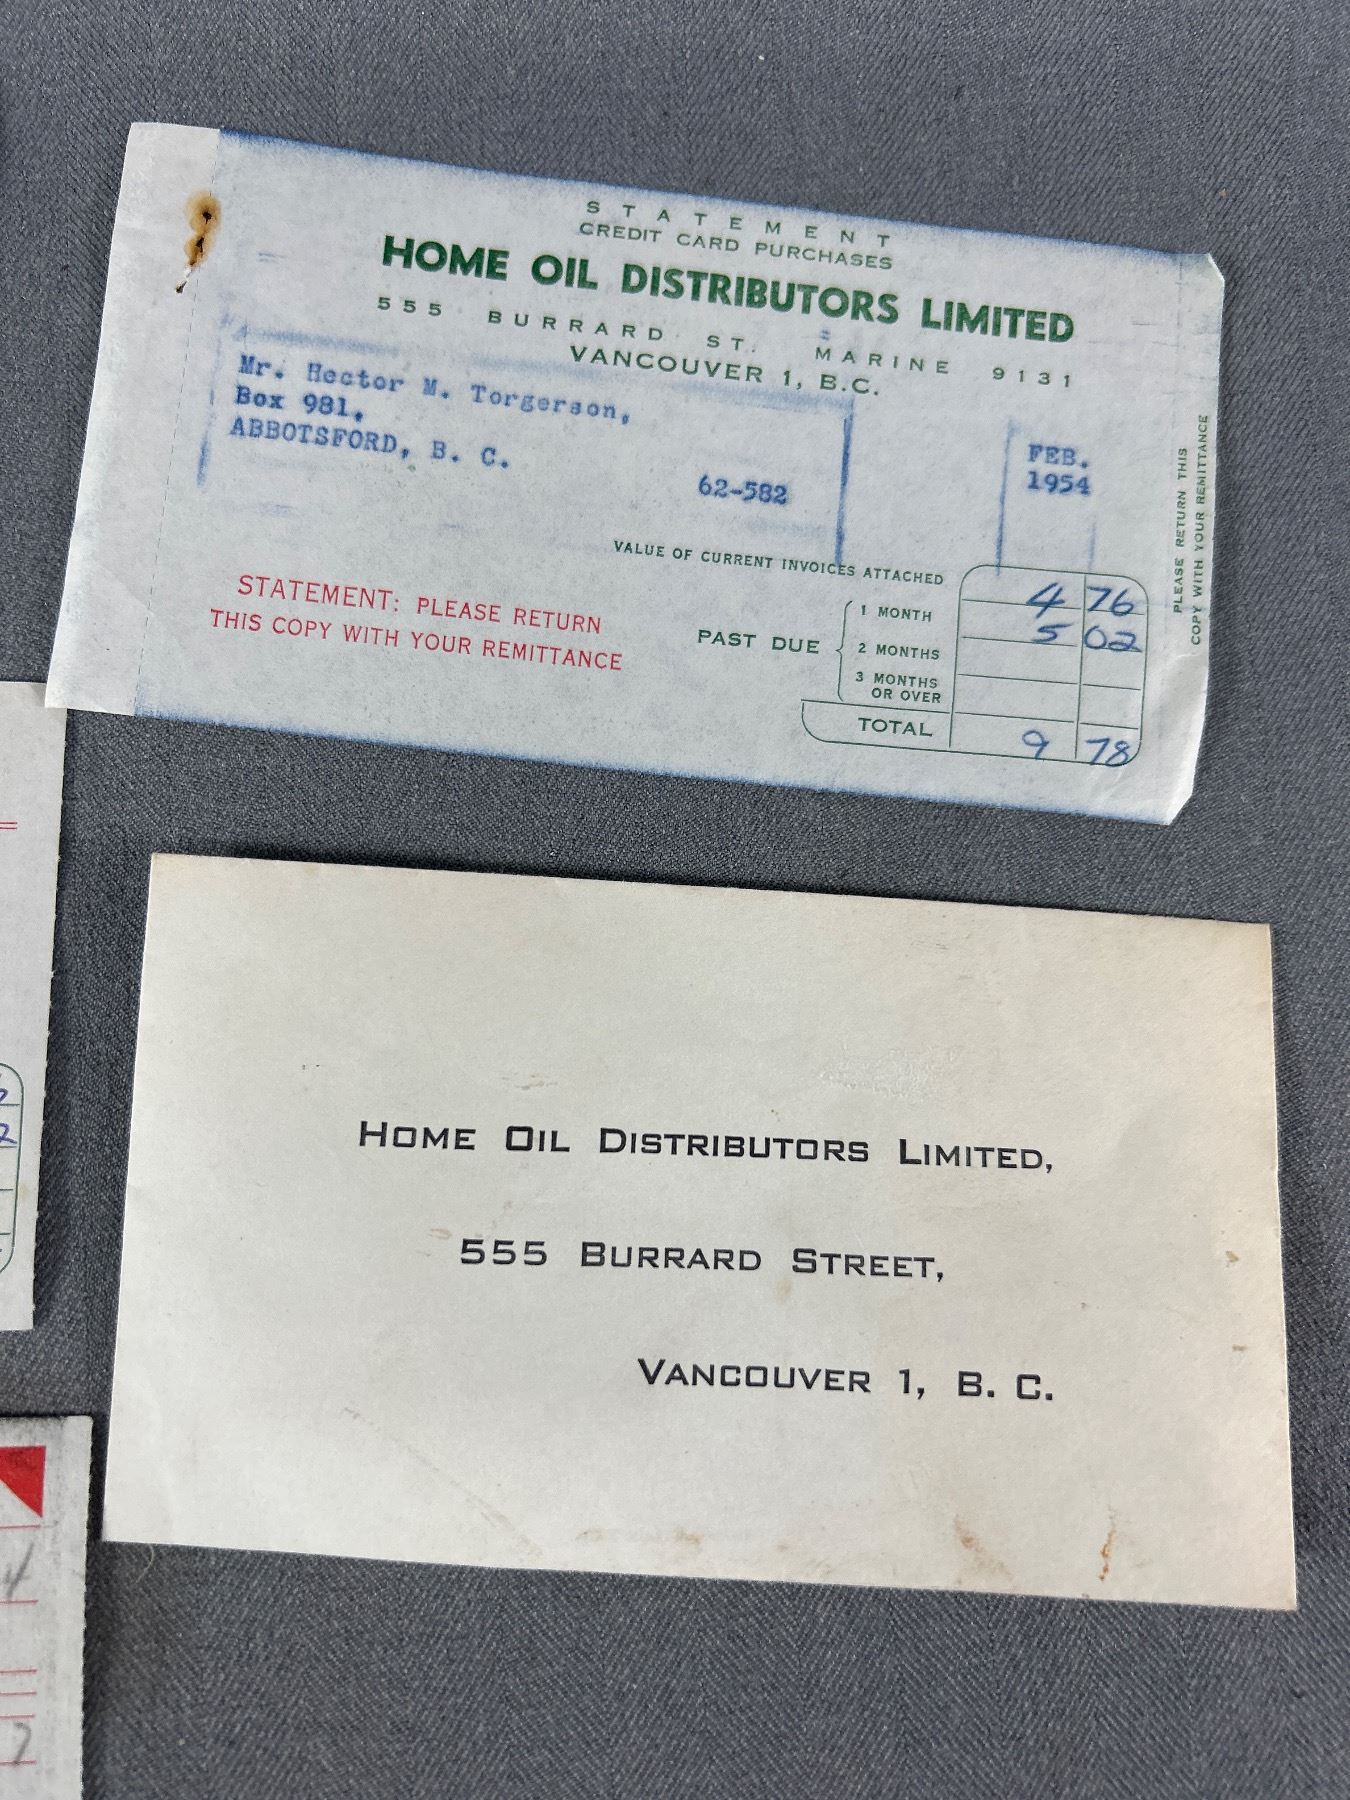 STATEMENT
CREDIT CARD PURCHASES
HOME OIL DISTRIBUTORS LIMITED
555 BURRARD ST. MARINE 9131
VANCOUVER 1, B.C.
Mr. Hector M. Torgerson,
Box 981,
ABBOTSFORD, B. C.
62-582
FEB.
1954
PLEASE RETURN THIS
COPY WITH YOUR REMITTANCE
STATEMENT: PLEASE RETURN
THIS COPY WITH YOUR REMITTANCE
VALUE OF CURRENT INVOICES ATTACHED 4 76
PAST DUE
1 MONTH 5 02
2 MONTHS
3 MONTHS
OR OVER
TOTAL 9 78
HOME OIL DISTRIBUTORS LIMITED,
555 BURRARD STREET,
VANCOUVER 1, B. C.